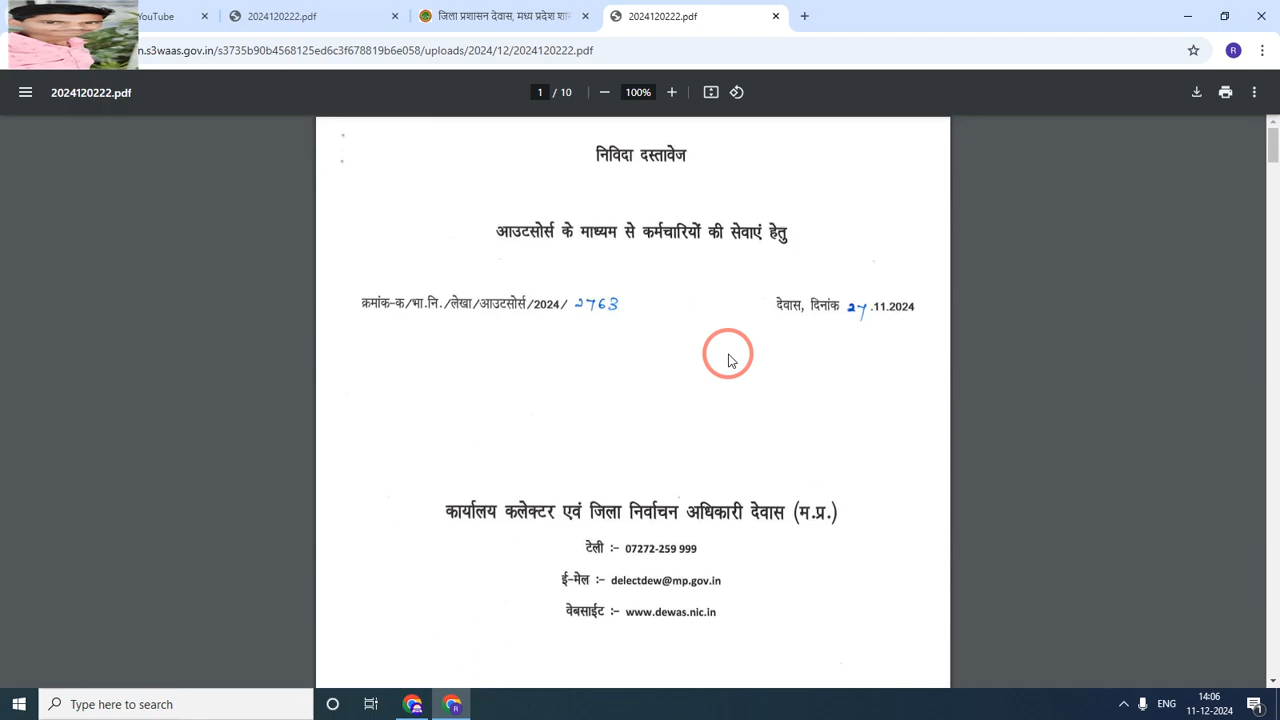 YouTube
2024120222.pdf
जिला प्रशासन देवास, मध्य प्रदेश
2024120222.pdf
n.s3waas.gov.in/s3735b90b4568125ed6c3f678819b6e058/uploads/2024/12/2024120222.pdf
R
2024120222.pdf
1 / 10
100%
निविदा दस्तावेज
आउटसोर्स के माध्यम से कर्मचारियों की सेवाएं हेतु
क्रमांक-क/भा.नि./लेखा/आउटसोर्स/2024/ 2763
देवास, दिनांक 27 .11.2024
कार्यालय कलेक्टर एवं जिला निर्वाचन अधिकारी देवास (म.प्र.)
टेली :- 07272-259 999
ई-मेल :- delectdew@mp.gov.in
वेबसाईट :- www.dewas.nic.in
Type here to search
ENG
14:06
11-12-2024